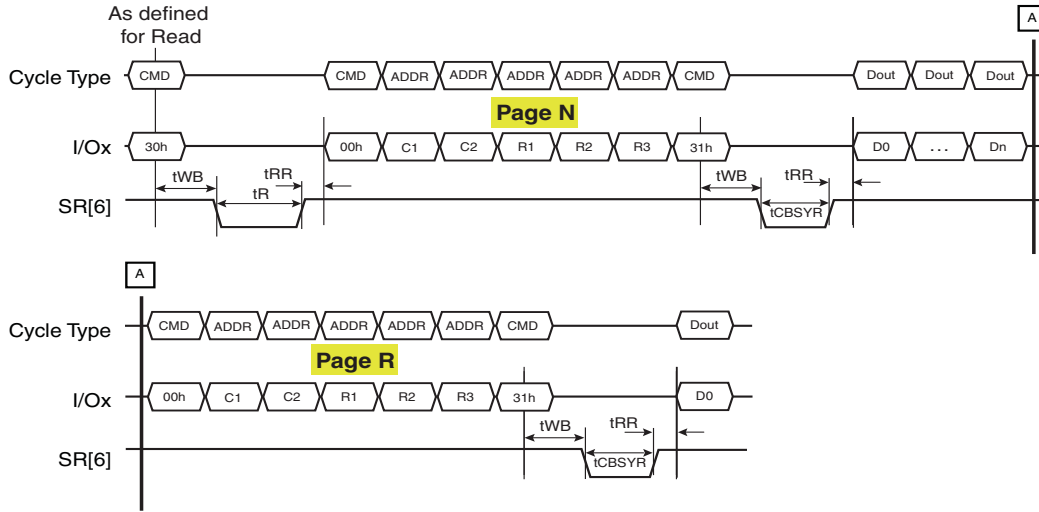 As defined
for Read
A
Cycle Type CMD CMD ADDR ADDR ADDR ADDR ADDR CMD Dout Dout Dout
Page N
I/Ox 30h 00h C1 C2 R1 R2 R3 31h D0 ... Dn
tWB tRR tWB tRR
tR tCBSYR
SR[6]
A
Cycle Type CMD ADDR ADDR ADDR ADDR ADDR CMD Dout
Page R
I/Ox 00h C1 C2 R1 R2 R3 31h D0
tWB tRR
SR[6] tCBSYR